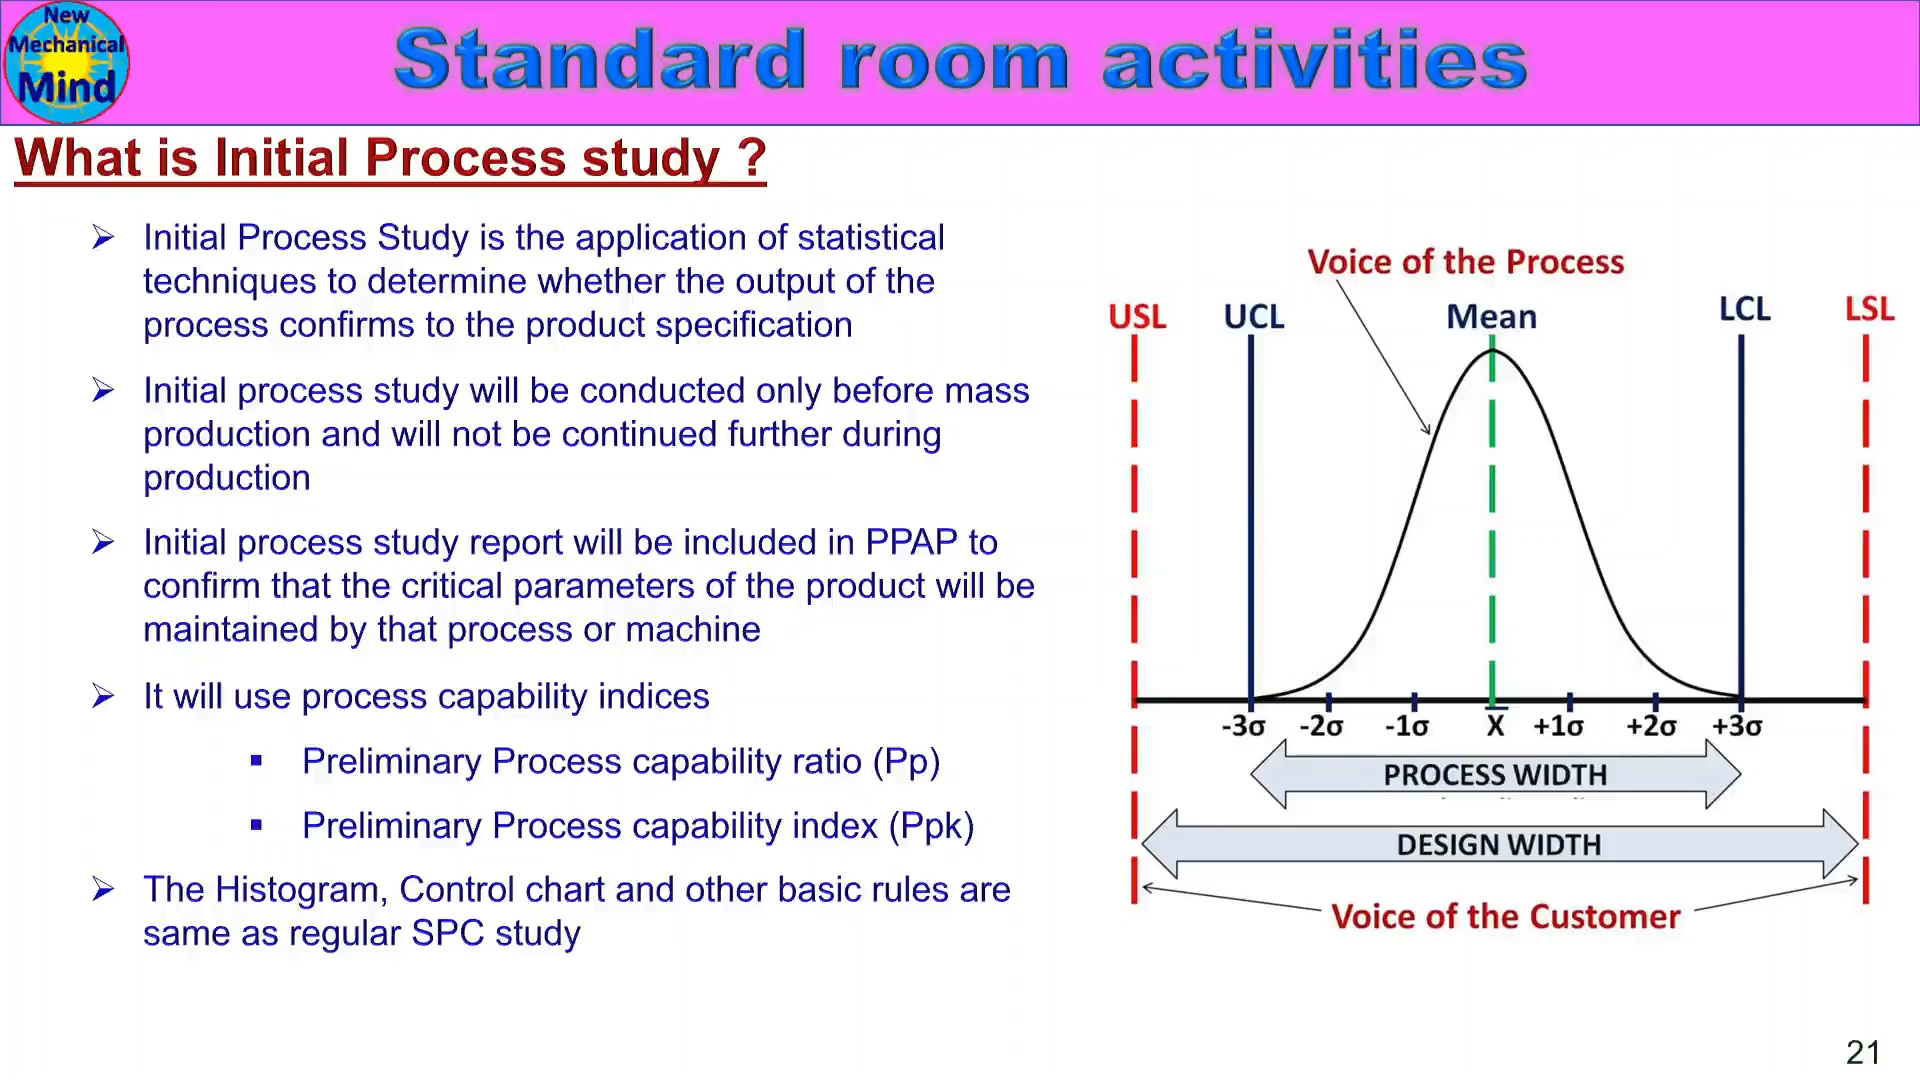 New
Mechanical
Mind
Standard room activities
What is Initial Process study ?
➢ Initial Process Study is the application of statistical
techniques to determine whether the output of the
process confirms to the product specification
➢ Initial process study will be conducted only before mass
production and will not be continued further during
production
➢ Initial process study report will be included in PPAP to
confirm that the critical parameters of the product will be
maintained by that process or machine
➢ It will use process capability indices
▪ Preliminary Process capability ratio (Pp)
▪ Preliminary Process capability index (Ppk)
➢ The Histogram, Control chart and other basic rules are
same as regular SPC study
Voice of the Process
USL UCL Mean LCL LSL
-3σ -2σ -1σ X̅ +1σ +2σ +3σ
PROCESS WIDTH
DESIGN WIDTH
Voice of the Customer
21